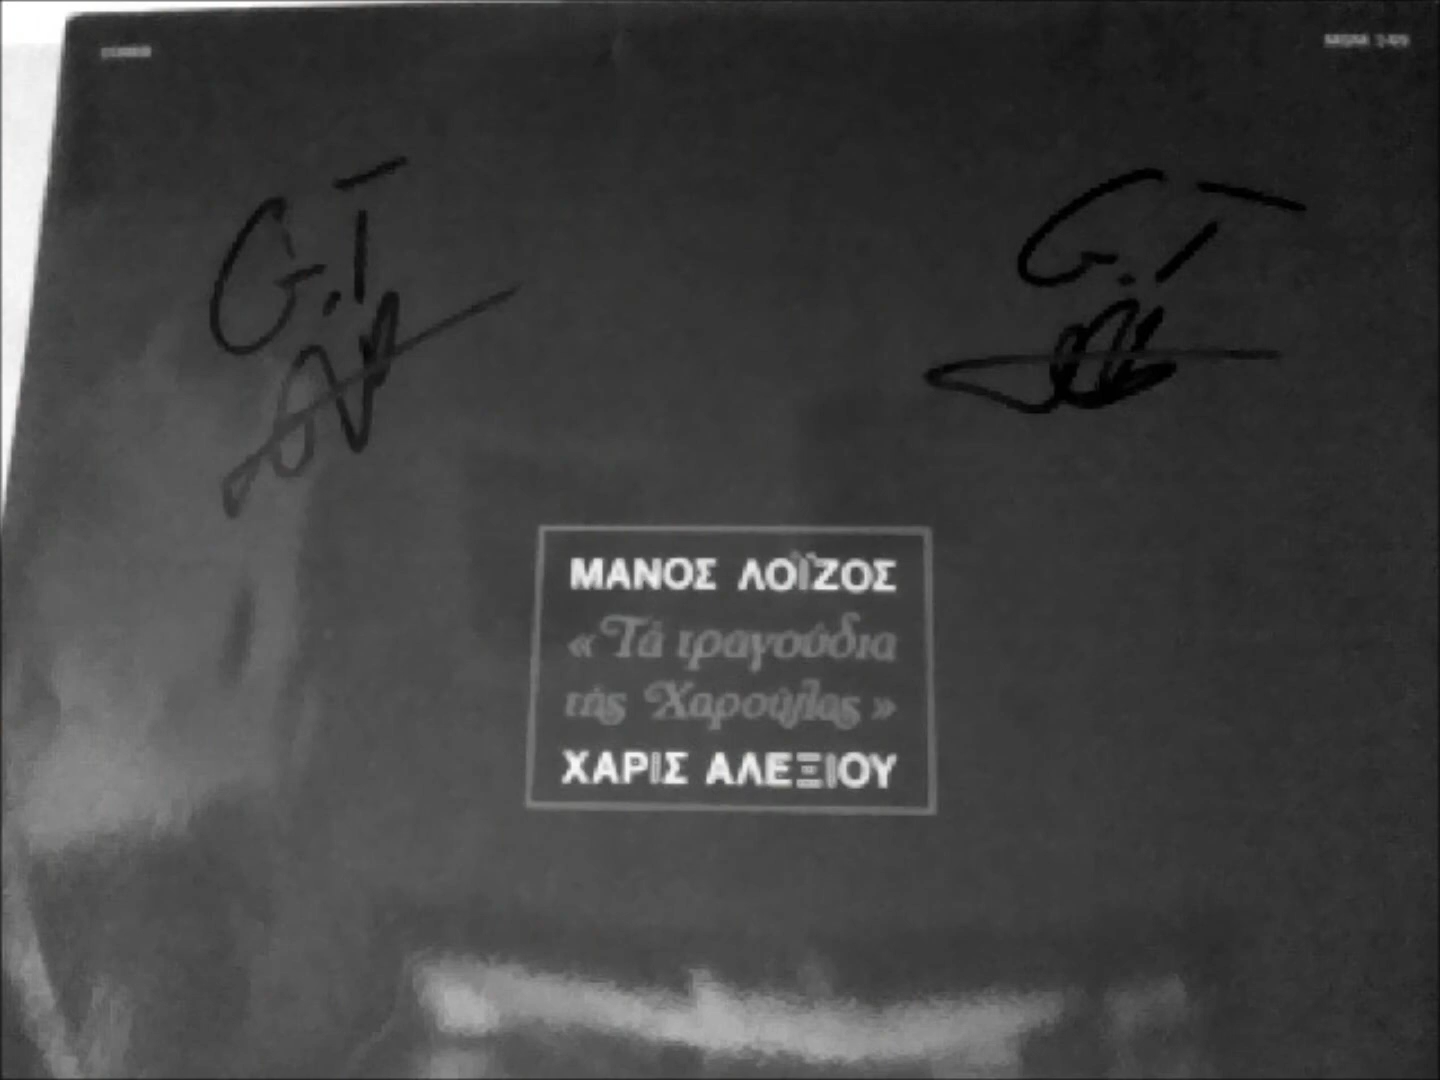 G.T
G.T
ΜΑΝΟΣ ΛΟΪΖΟΣ
«Τά τραγούδια
τής Χαρούλας»
ΧΑΡΙΣ ΑΛΕΞΙΟΥ